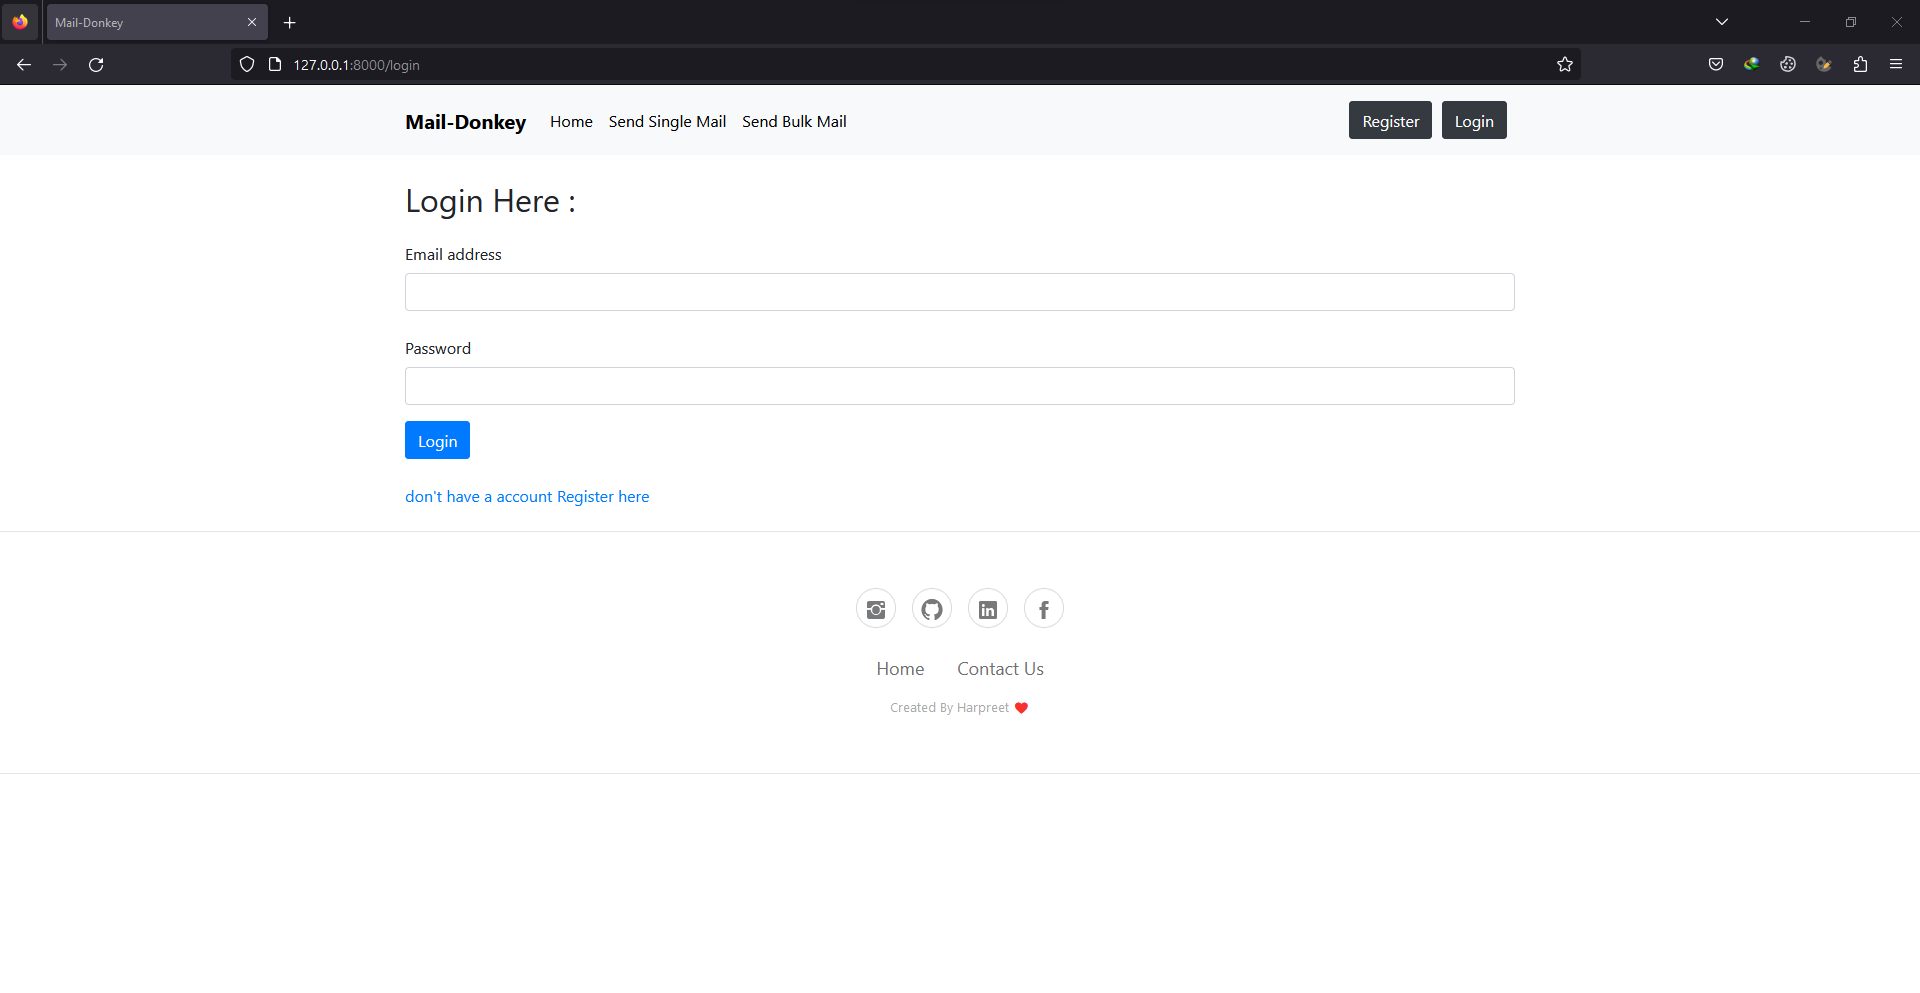 Mail-Donkey
127.0.0.1:8000/login
Mail-Donkey Home Send Single Mail Send Bulk Mail Register Login
Login Here :
Email address
Password
Login
don't have a account Register here
in f
Home Contact Us
Created By Harpreet ❤